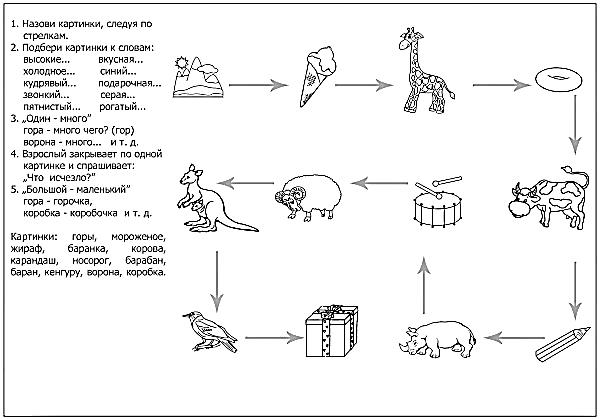 1. Назови картинки, следуя по
стрелкам.
2. Подбери картинки к словам:
высокие... вкусная...
холодное... синий...
кудрявый... подарочная...
звонкий... серая...
пятнистый... рогатый...
3. „Один - много”
гора - много чего? (гор)
ворона - много... и т. д.
4. Взрослый закрывает по одной
картинке и спрашивает:
„Что исчезло?”
5. „Большой - маленький”
гора - горочка,
коробка - коробочка и т. д.
Картинки: горы, мороженое,
жираф, баранка, корова,
карандаш, носорог, барабан,
баран, кенгуру, ворона, коробка.